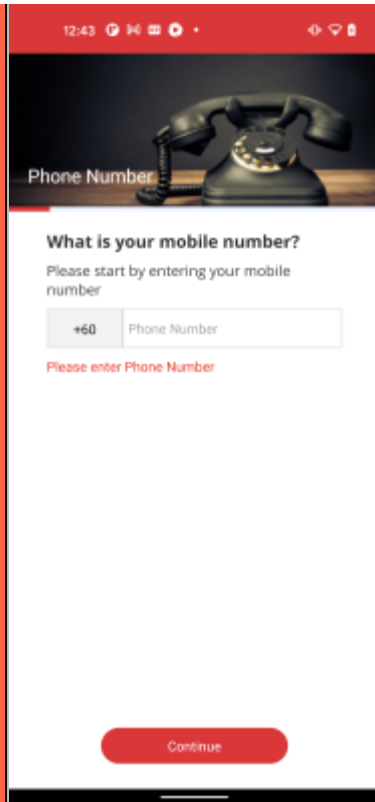 12:43
Phone Number
What is your mobile number?
Please start by entering your mobile
number
+60 Phone Number
Please enter Phone Number
Continue